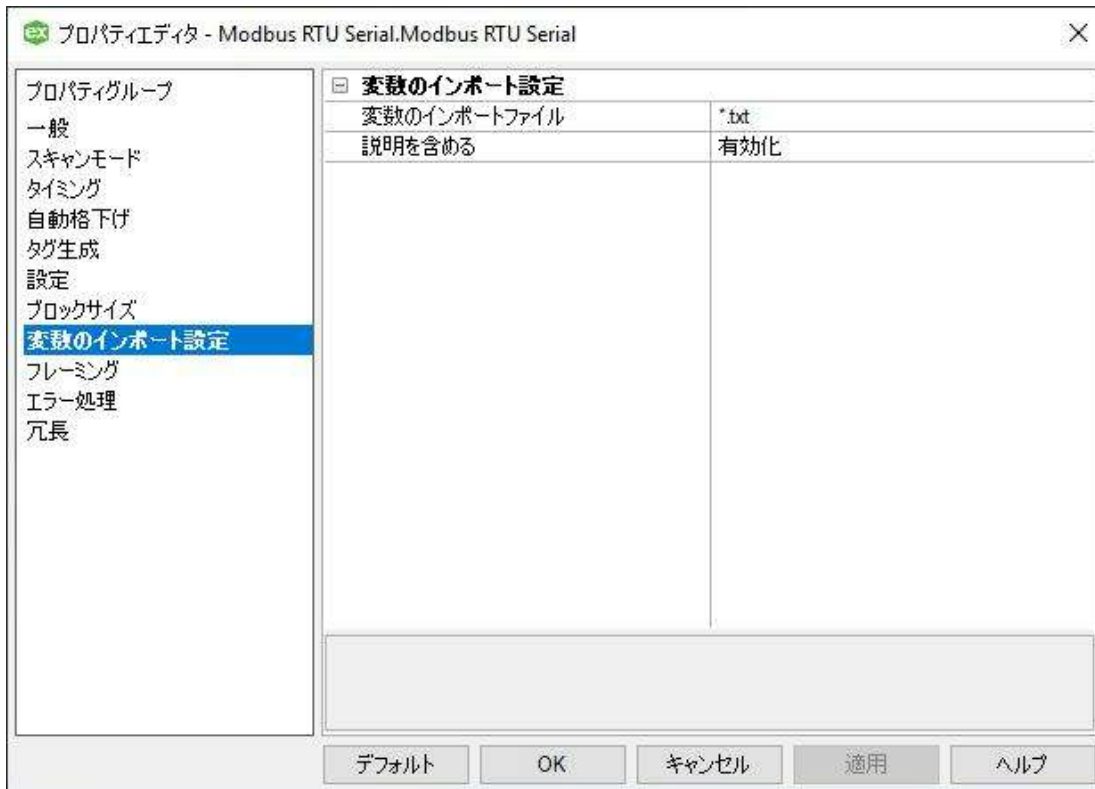 プロパティエディタ - Modbus RTU Serial.Modbus RTU Serial
プロパティグループ
一般
スキャンモード
タイミング
自動格下げ
タグ生成
設定
ブロックサイズ
変数のインポート設定
フレーミング
エラー処理
冗長
変数のインポート設定
変数のインポートファイル *.txt
説明を含める 有効化
デフォルト OK キャンセル 適用 ヘルプ